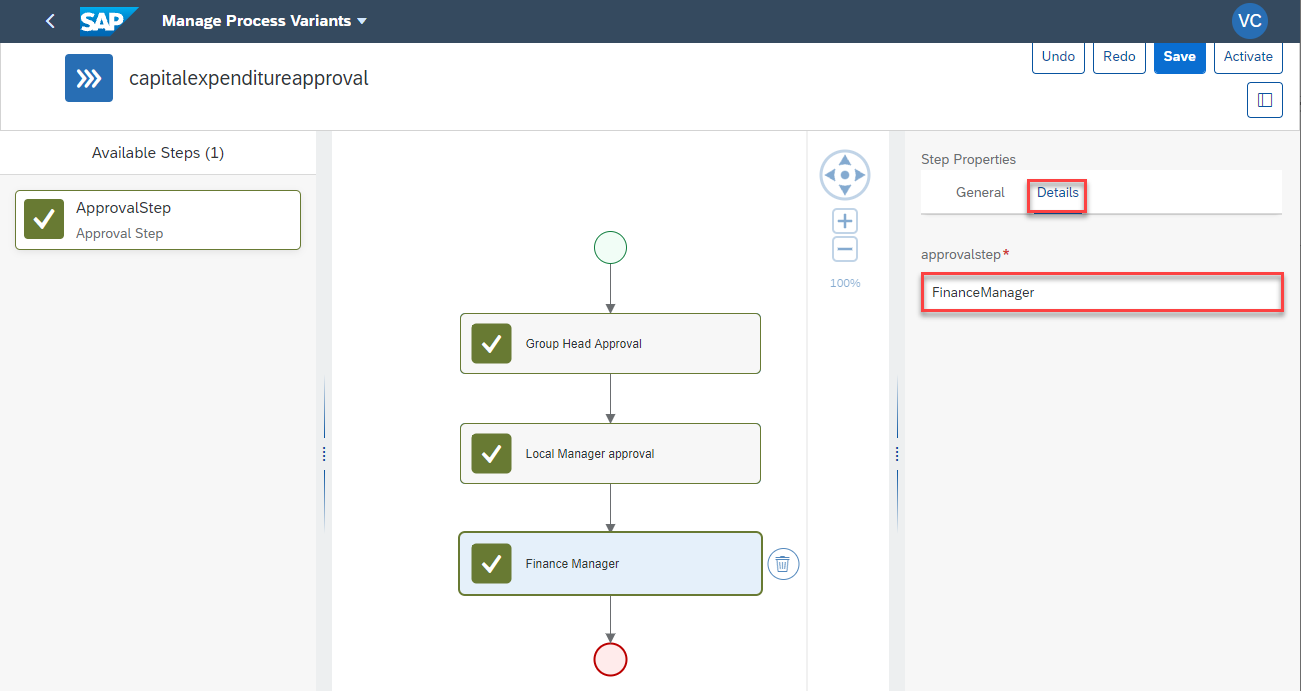 SAP
Manage Process Variants
VC
capitalexpenditureapproval
Undo
Redo
Save
Activate
Available Steps (1)
ApprovalStep
Approval Step
100%
Group Head Approval
Local Manager approval
Finance Manager
Step Properties
General
Details
approvalstep*
FinanceManager